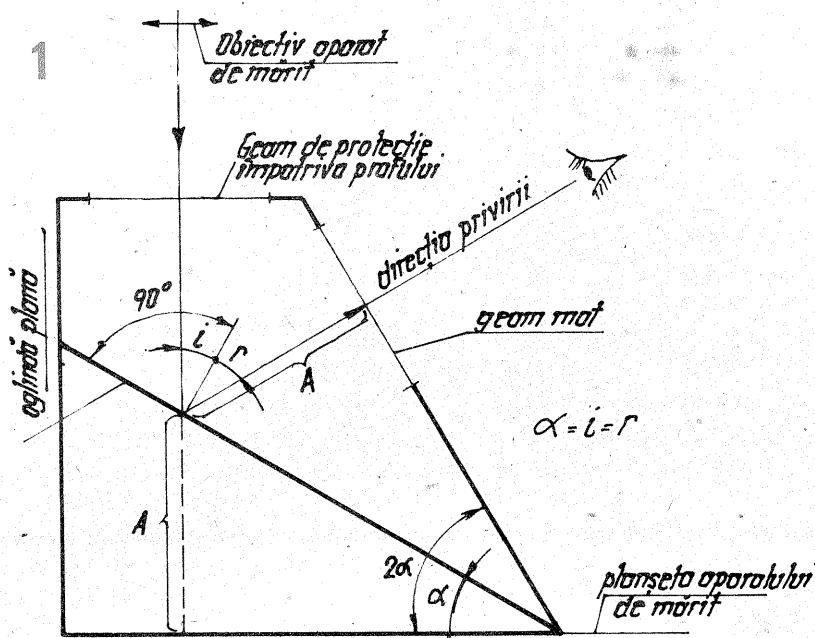 1
Obiectiv aparat
de mărit
Geam de protecție
împotriva prafului
direcția privirii
oglindă plană
90°
i
r
A
geam mat
α=i=r
A
2α
α
planșeta aparatului
de mărit